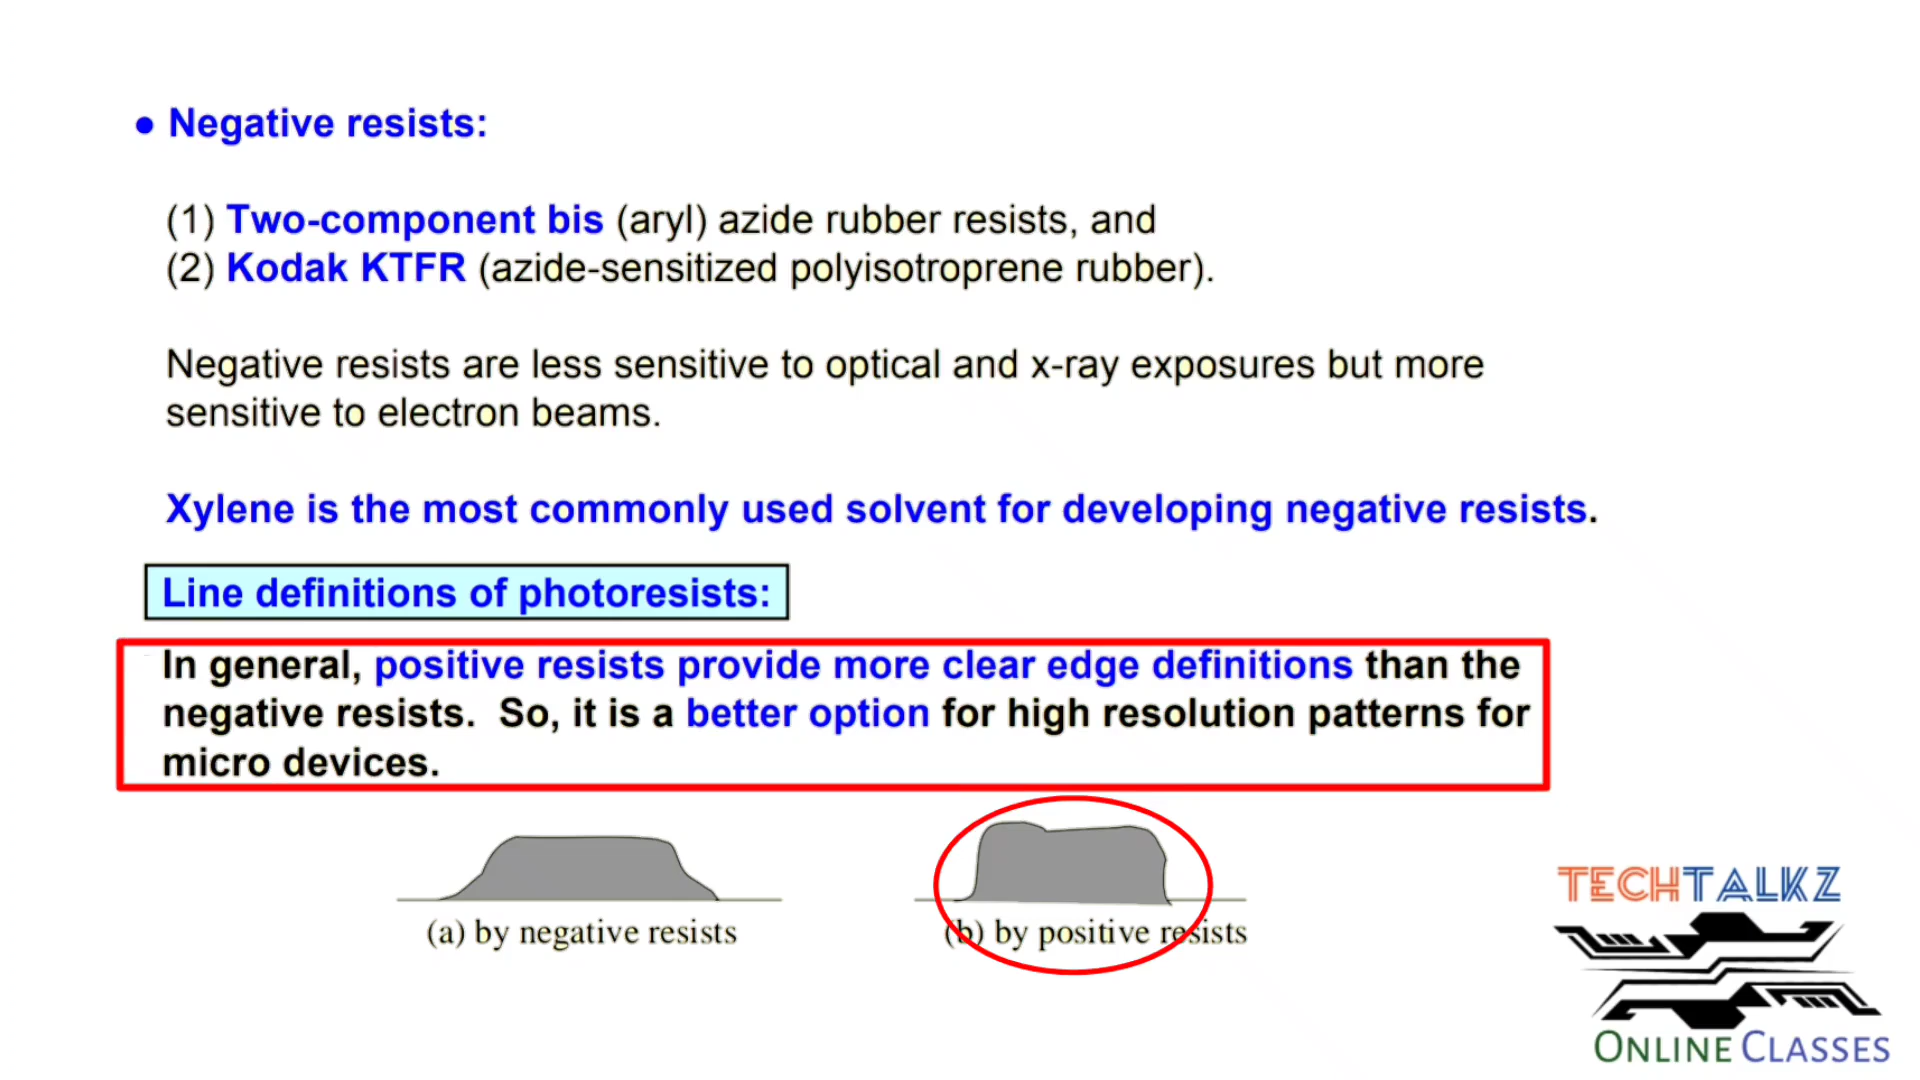 ● Negative resists:
(1) Two-component bis (aryl) azide rubber resists, and
(2) Kodak KTFR (azide-sensitized polyisotroprene rubber).
Negative resists are less sensitive to optical and x-ray exposures but more
sensitive to electron beams.
Xylene is the most commonly used solvent for developing negative resists.
Line definitions of photoresists:
In general, positive resists provide more clear edge definitions than the
negative resists. So, it is a better option for high resolution patterns for
micro devices.
(a) by negative resists
(b) by positive resists
TECHTALKZ
ONLINE CLASSES